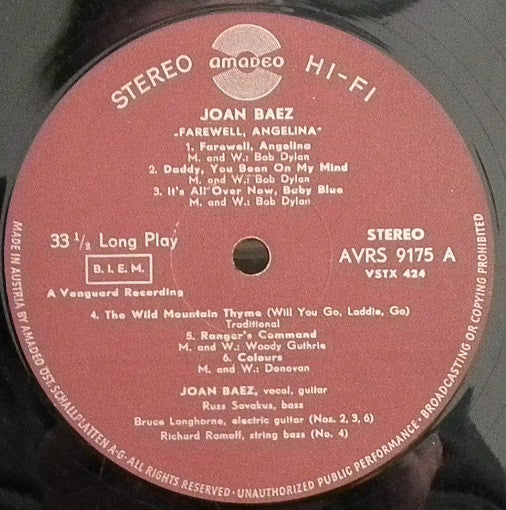 STEREO amadeo HI-FI
JOAN BAEZ
„FAREWELL, ANGELINA“
1. Farewell, Angelina
M. and W.: Bob Dylan
2. Daddy, You Been On My Mind
M. and W.: Bob Dylan
3. It's All Over Now, Baby Blue
M. and W.: Bob Dylan
33 1/3 Long Play
B.I.E.M.
A Vanguard Recording
STEREO
AVRS 9175 A
VSTX 424
4. The Wild Mountain Thyme (Will You Go, Laddie, Go)
Traditional
5. Ranger's Command
M. and W.: Woody Guthrie
6. Colours
M. and W.: Donovan
JOAN BAEZ, vocal, guitar
Russ Savakus, bass
Bruce Langhorne, electric guitar (Nos. 2, 3, 6)
Richard Romoff, string bass (No. 4)
MADE IN AUSTRIA BY AMADEO ÖST. SCHALLPLATTEN A-G · ALL RIGHTS RESERVED · UNAUTHORIZED PUBLIC PERFORMANCE · BROADCASTING OR COPYING PROHIBITED